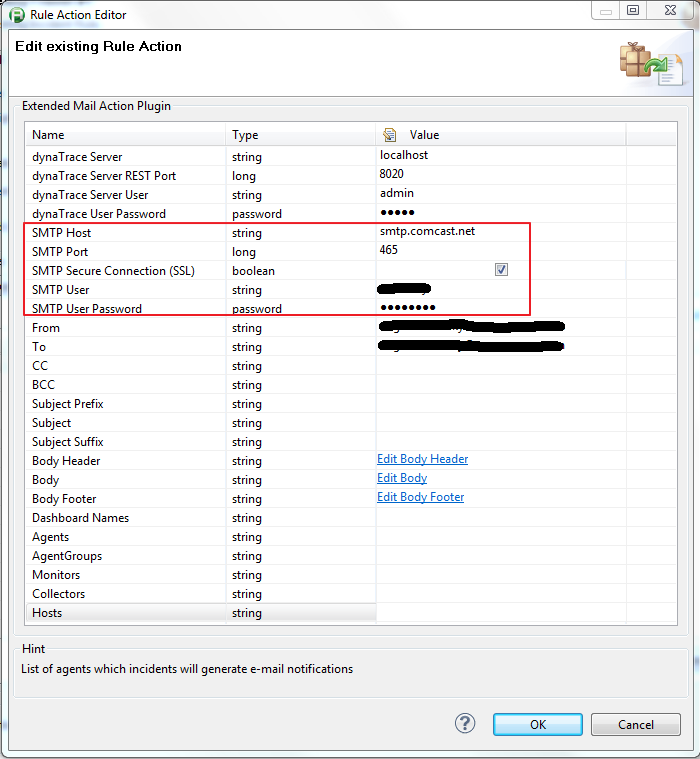 Rule Action Editor
Edit existing Rule Action
Extended Mail Action Plugin
Name Type Value
dynaTrace Server string localhost
dynaTrace Server REST Port long 8020
dynaTrace Server User string admin
dynaTrace User Password password •••••
SMTP Host string smtp.comcast.net
SMTP Port long 465
SMTP Secure Connection (SSL) boolean
SMTP User string
SMTP User Password password ••••••••
From string
To string
CC string
BCC string
Subject Prefix string
Subject string
Subject Suffix string
Body Header string Edit Body Header
Body string Edit Body
Body Footer string Edit Body Footer
Dashboard Names string
Agents string
AgentGroups string
Monitors string
Collectors string
Hosts string
Hint
List of agents which incidents will generate e-mail notifications
? OK Cancel